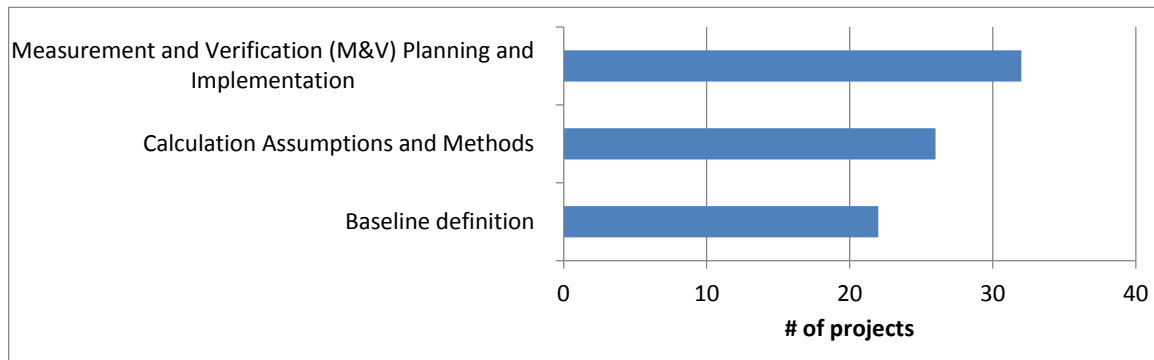 Measurement and Verification (M&V) Planning and
Implementation
Calculation Assumptions and Methods
Baseline definition
0 10 20 30 40
# of projects